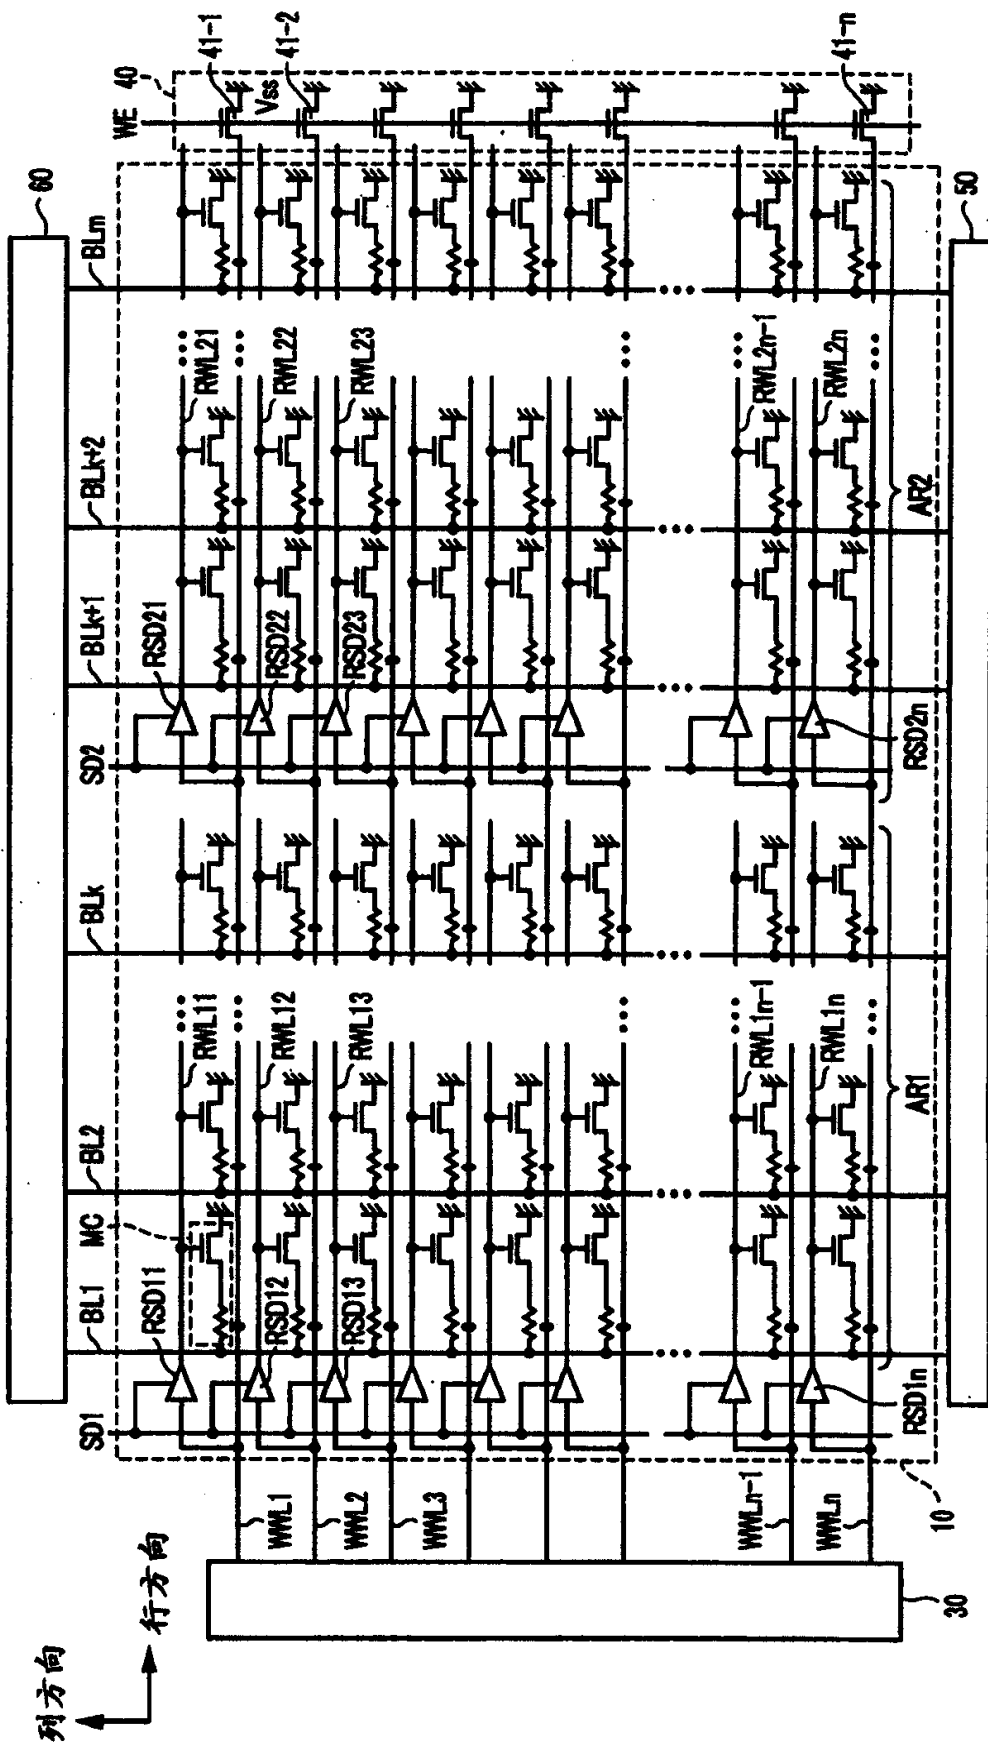 60
50
SD1
BL1
MC
BL2
BLk
SD2
BLk+1
BLk+2
BLm
WE
40
41-1
41-2
41-n
Vss
RSD11
RSD12
RSD13
RSD1n
RWL11
RWL12
RWL13
RWL1n-1
RWL1n
RSD21
RSD22
RSD23
RSD2n
RWL21
RWL22
RWL23
RWL2n-1
RWL2n
WWL1
WWL2
WWL3
WWLn-1
WWLn
AR1
AR2
10
30
列方向
行方向